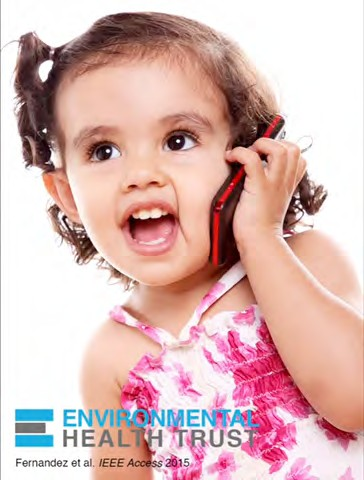 ENVIRONMENTAL
HEALTH TRUST
Fernandez et al. IEEE Access 2015